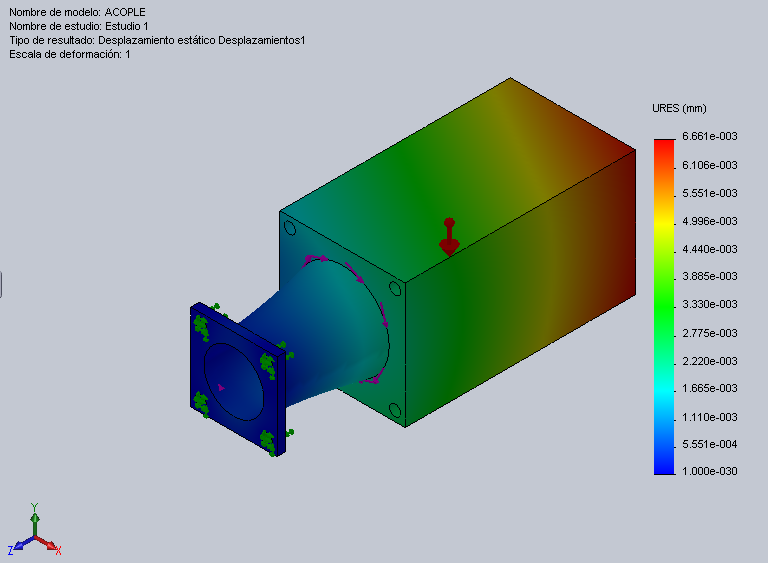 Nombre de modelo: ACOPLE
Nombre de estudio: Estudio 1
Tipo de resultado: Desplazamiento estático Desplazamientos1
Escala de deformación: 1
URES (mm)
6.661e-003
6.106e-003
5.551e-003
4.996e-003
4.440e-003
3.885e-003
3.330e-003
2.775e-003
2.220e-003
1.665e-003
1.110e-003
5.551e-004
1.000e-030
Y
Z
X